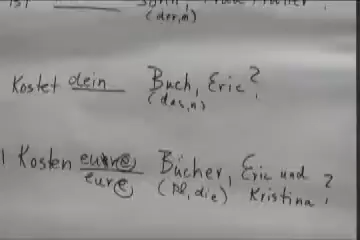 (der, m)
Kostet dein Buch, Eric?
(das, n)
Kosten eure Bücher, Eric und
eure (pl, die) Kristina?